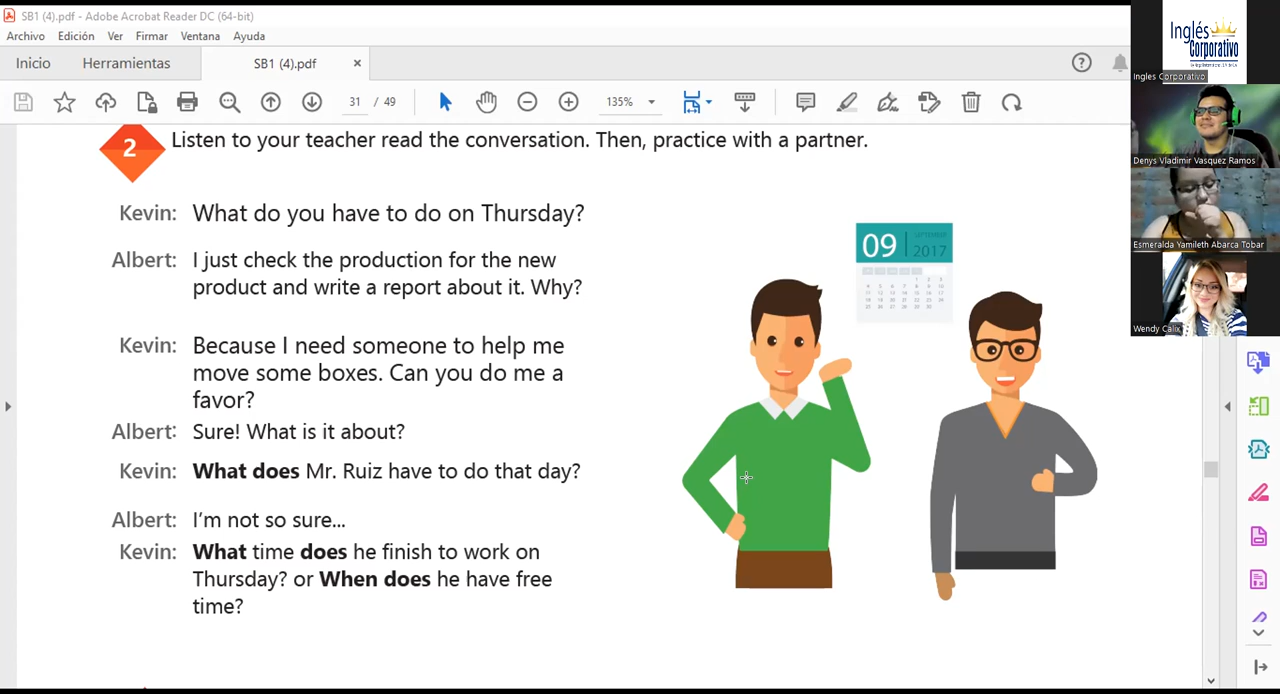 SB1 (4).pdf - Adobe Acrobat Reader DC (64-bit)
Archivo Edición Ver Firmar Ventana Ayuda
Inicio Herramientas SB1 (4).pdf ×
31 / 49 135%
2 Listen to your teacher read the conversation. Then, practice with a partner.
Kevin: What do you have to do on Thursday?
Albert: I just check the production for the new
product and write a report about it. Why?
Kevin: Because I need someone to help me
move some boxes. Can you do me a
favor?
Albert: Sure! What is it about?
Kevin: What does Mr. Ruiz have to do that day?
Albert: I'm not so sure...
Kevin: What time does he finish to work on
Thursday? or When does he have free
time?
09 2017
Inglés
Corporativo
Ingles Corporativo
Denys Vladimir Vasquez Ramos
Esmeralda Yamileth Abarca Tobar
Wendy Calix